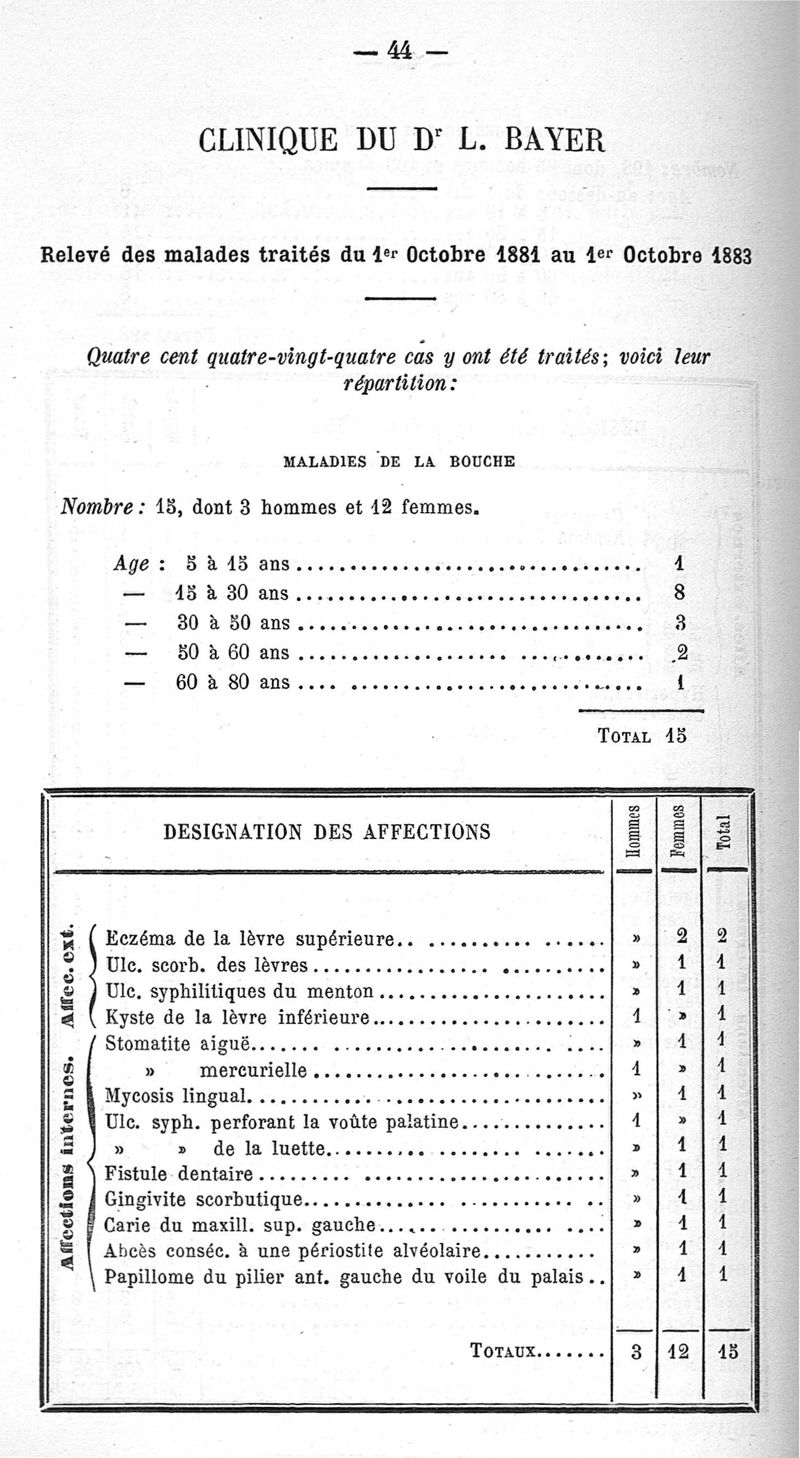 — 44 —
CLINIQUE DU Dr L. BAYER
Relevé des malades traités du 1er Octobre 1881 au 1er Octobre 1883
Quatre cent quatre-vingt-quatre cas y ont été traités; voici leur
répartition:
MALADIES DE LA BOUCHE
Nombre: 15, dont 3 hommes et 12 femmes.
Age : 5 à 15 ans ................................ 1
— 15 à 30 ans ................................ 8
— 30 à 50 ans ................................ 3
— 50 à 60 ans ................................ 2
— 60 à 80 ans ................................ 1
TOTAL 15
DESIGNATION DES AFFECTIONS Hommes Femmes Total
Affec. ext.
Eczéma de la lèvre supérieure.................... » 2 2
Ulc. scorb. des lèvres.......................... » 1 1
Ulc. syphilitiques du menton..................... » 1 1
Kyste de la lèvre inférieure..................... 1 » 1
Affections internes.
Stomatite aiguë................................ » 1 1
» mercurielle.......................... 1 » 1
Mycosis lingual................................ » 1 1
Ulc. syph. perforant la voûte palatine.............. 1 » 1
» » de la luette......................... » 1 1
Fistule dentaire............................... » 1 1
Gingivite scorbutique........................... » 1 1
Carie du maxill. sup. gauche..................... » 1 1
Abcès conséc. à une périostite alvéolaire........... » 1 1
Papillome du pilier ant. gauche du voile du palais.. » 1 1
TOTAUX....... 3 12 15